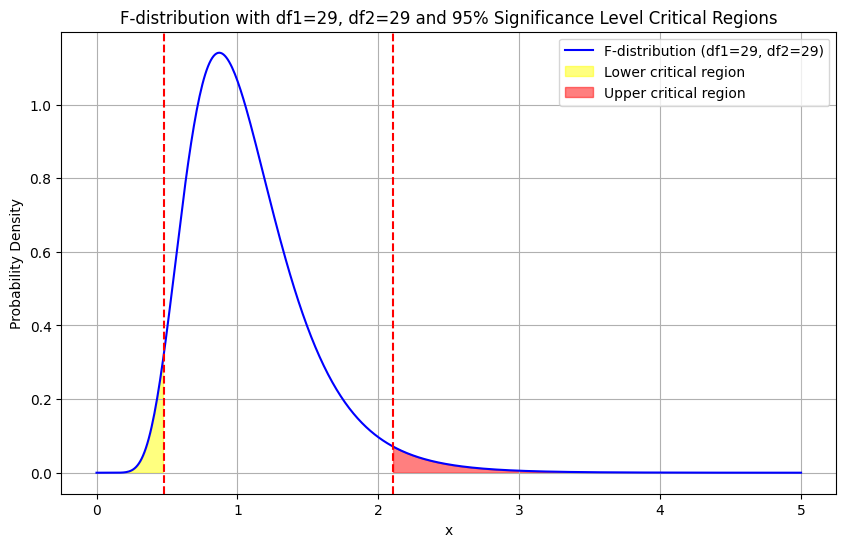 F-distribution with df1=29, df2=29 and 95% Significance Level Critical Regions
F-distribution (df1=29, df2=29)
Lower critical region
Upper critical region
Probability Density
1.0
0.8
0.6
0.4
0.2
0.0
0 1 2 3 4 5
x